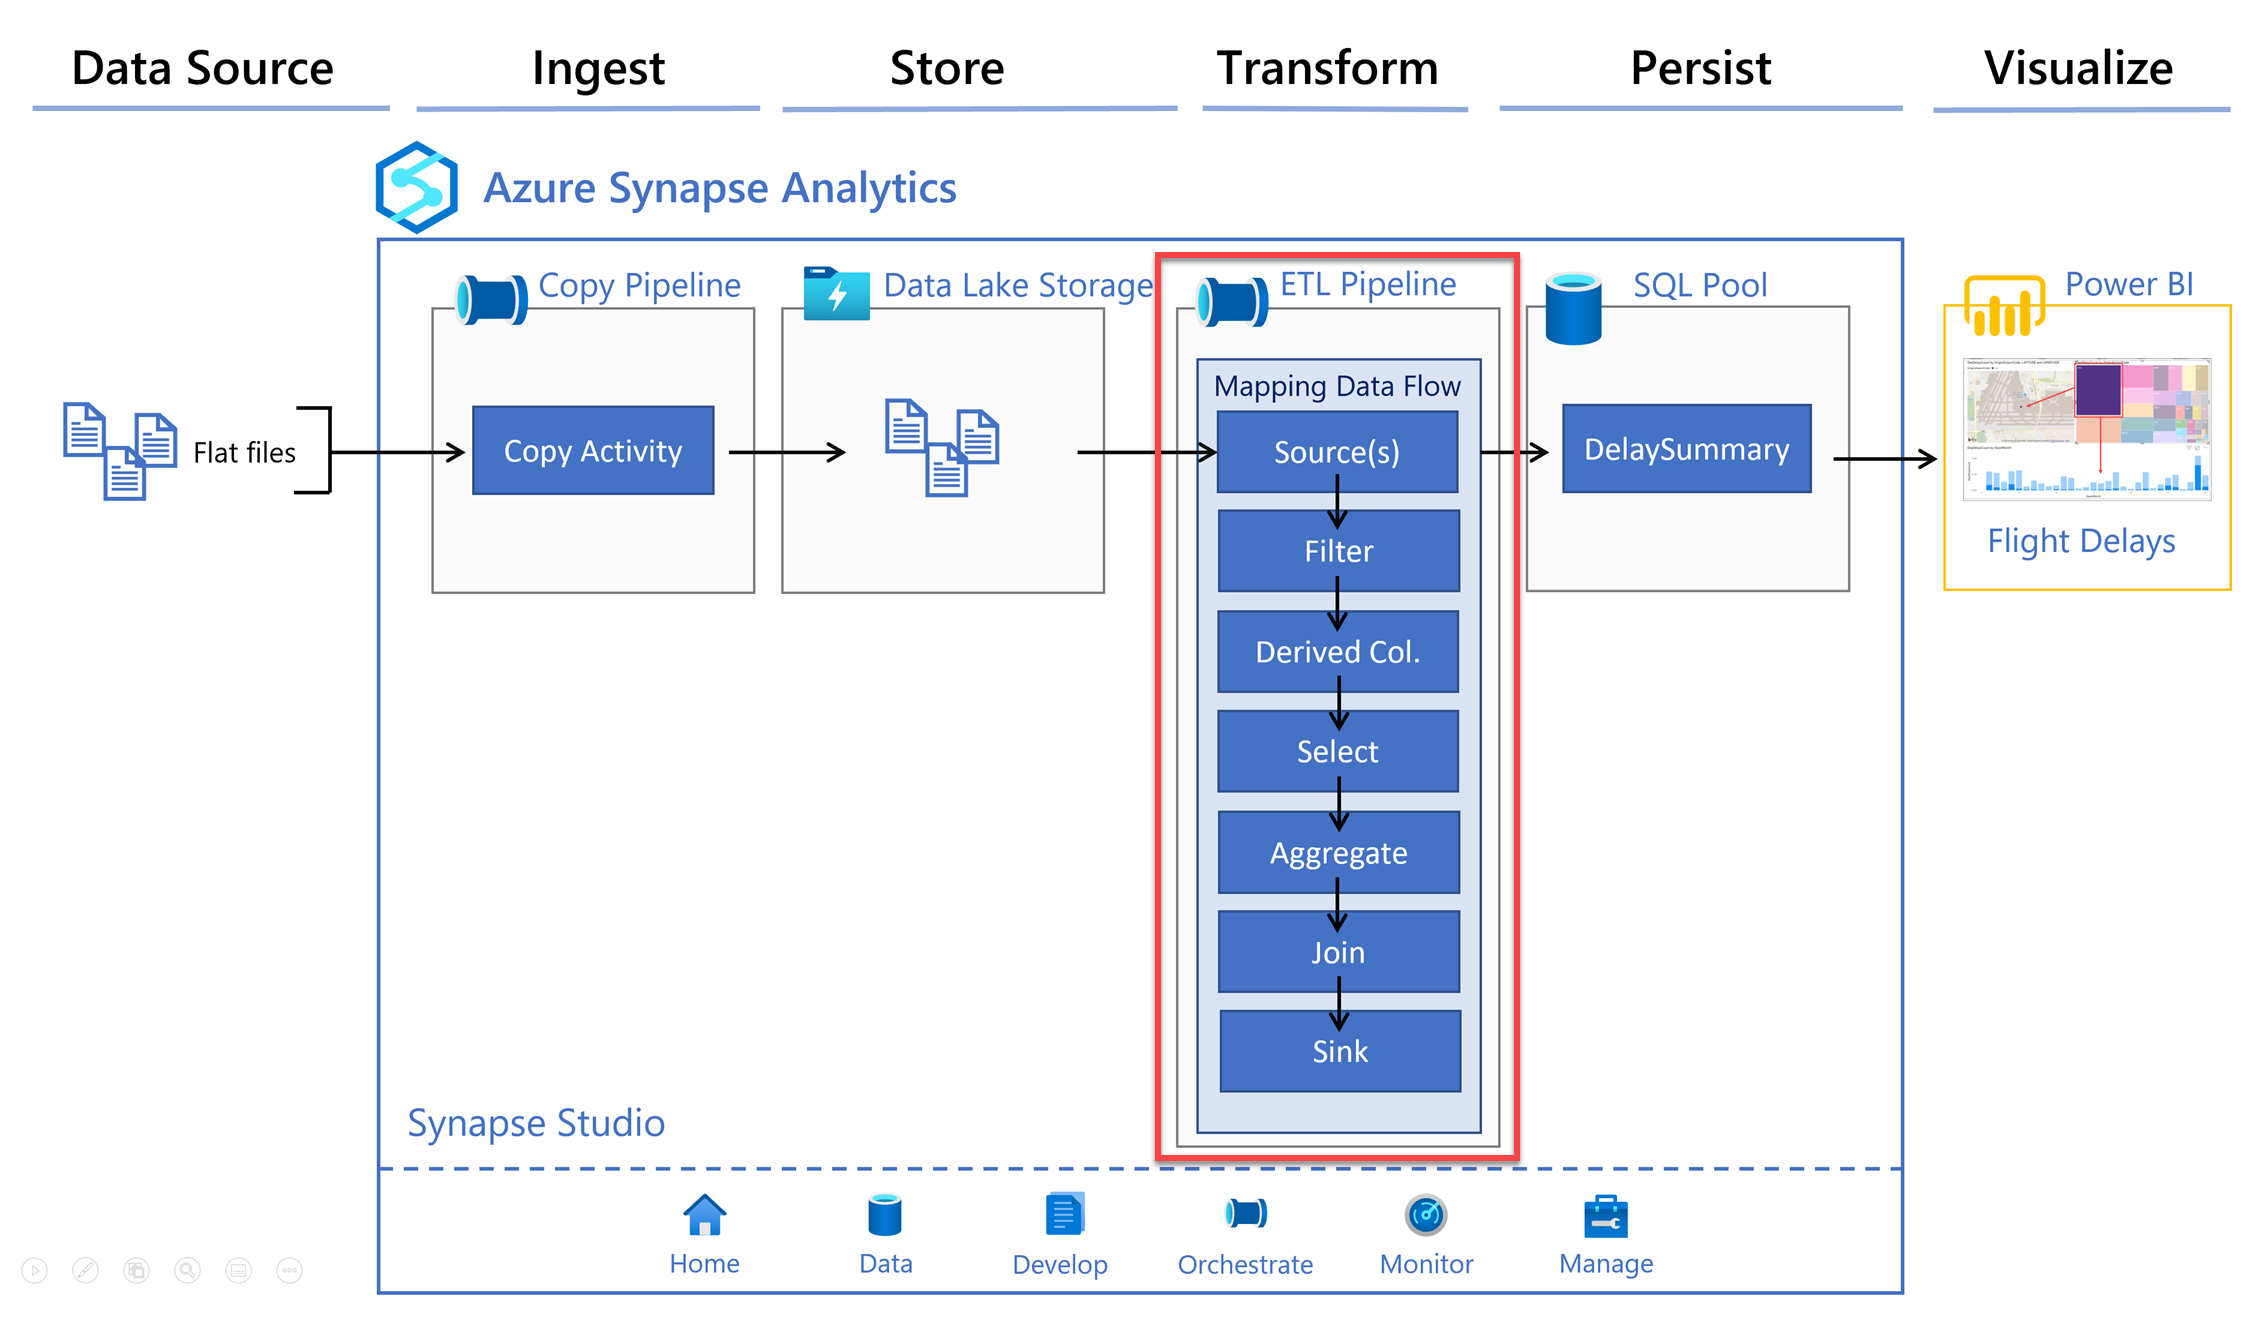 Data Source
Ingest
Store
Transform
Persist
Visualize
Azure Synapse Analytics
Copy Pipeline
Data Lake Storage
ETL Pipeline
SQL Pool
Power BI
Mapping Data Flow
Flat files
Copy Activity
Source(s)
DelaySummary
Filter
Flight Delays
Derived Col.
Select
Aggregate
Join
Sink
Synapse Studio
Home
Data
Develop
Orchestrate
Monitor
Manage